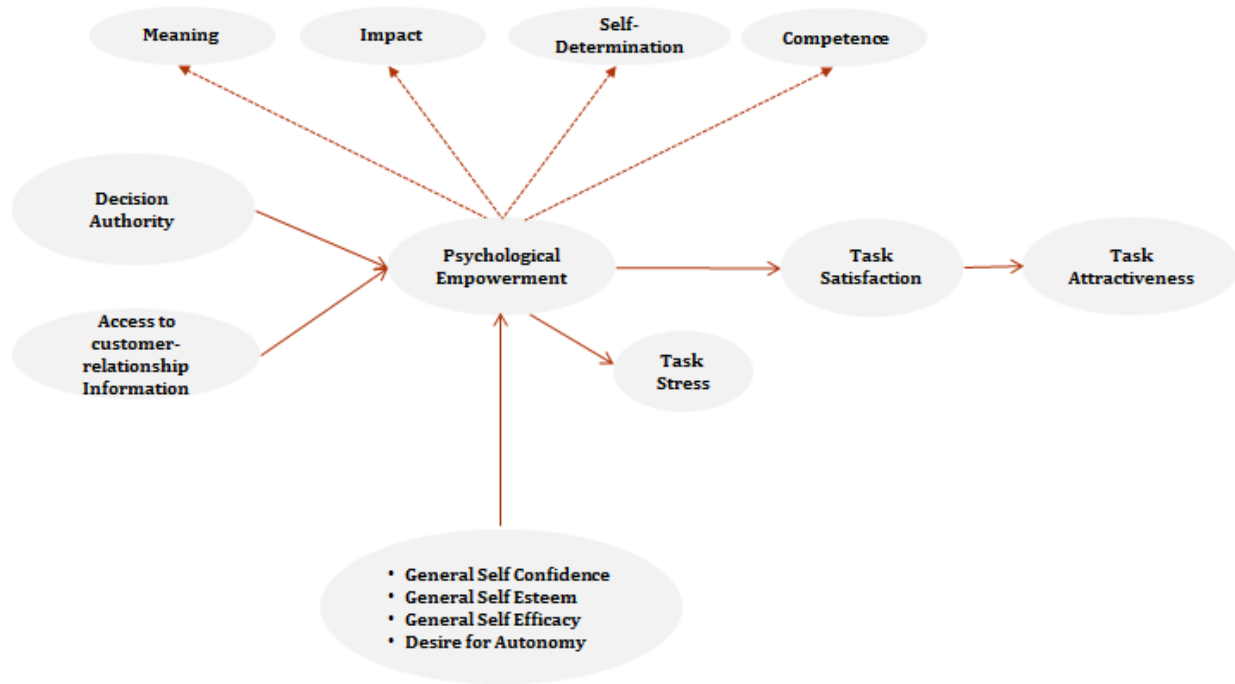 Meaning
Impact
Self-
Determination
Competence
Decision
Authority
Psychological
Empowerment
Task
Satisfaction
Task
Attractiveness
Access to
customer-
relationship
Information
Task
Stress
• General Self Confidence
• General Self Esteem
• General Self Efficacy
• Desire for Autonomy